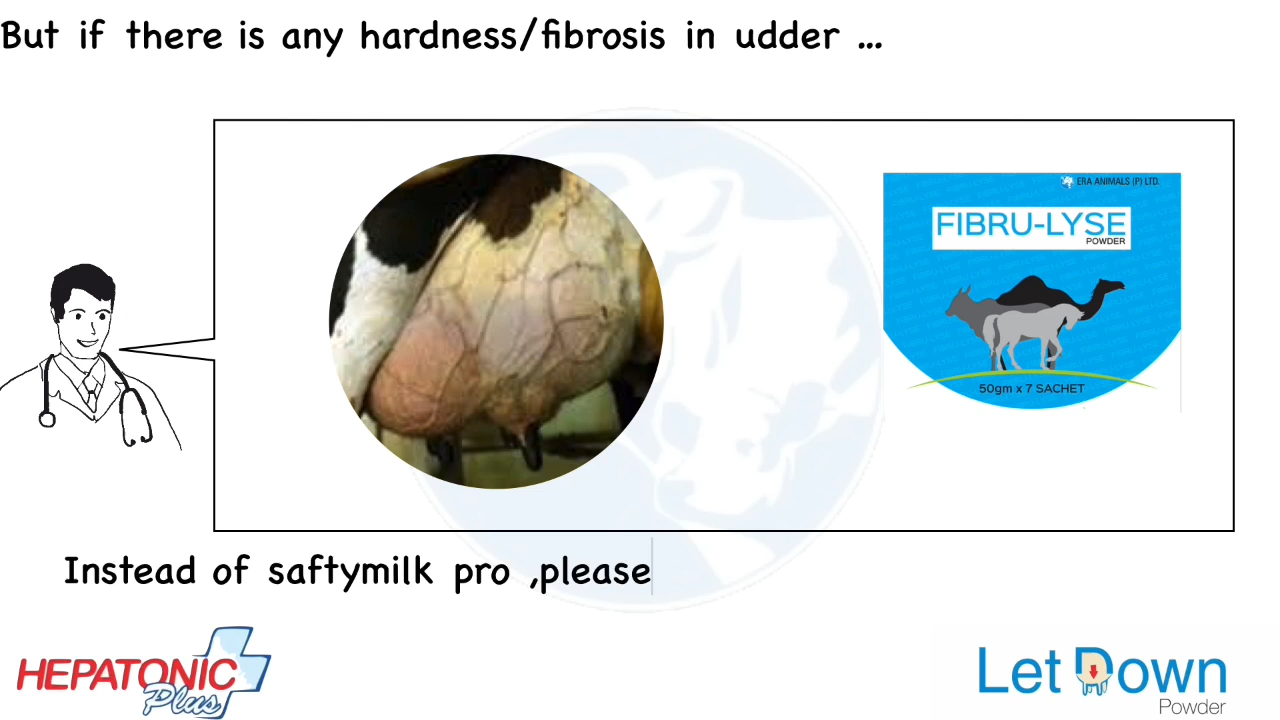 But if there is any hardness/fibrosis in udder ...
ERA ANIMALS (P) LTD.
FIBRU-LYSE
POWDER
50gm x 7 SACHET
Instead of saftymilk pro ,please
HEPATONIC
Plus
Let Down
Powder